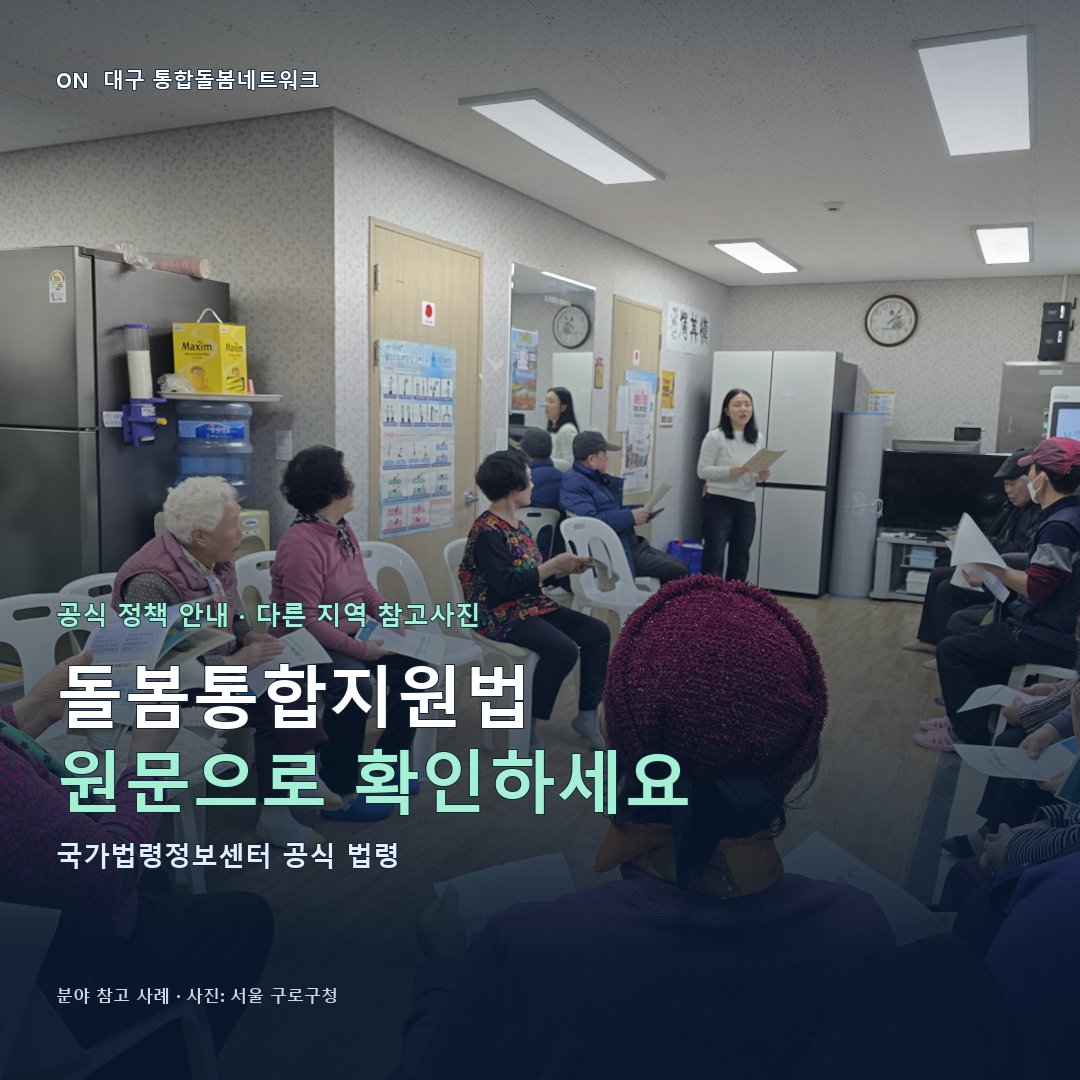 ON 대구 통합돌봄네트워크
Maxim
Maxim
공식 정책 안내 · 다른 지역 참고사진
돌봄통합지원법
원문으로 확인하세요
국가법령정보센터 공식 법령
분야 참고 사례 · 사진: 서울 구로구청